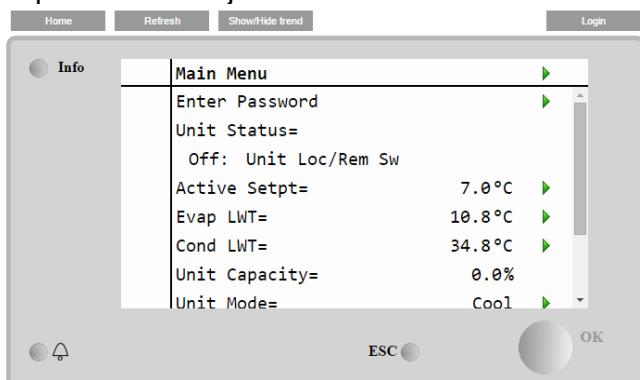 Home Refresh Show/Hide trend Login
Info
Main Menu
Enter Password
Unit Status=
Off: Unit Loc/Rem Sw
Active Setpt= 7.0°C
Evap LWT= 10.8°C
Cond LWT= 34.8°C
Unit Capacity= 0.0%
Unit Mode= Cool
ESC
OK